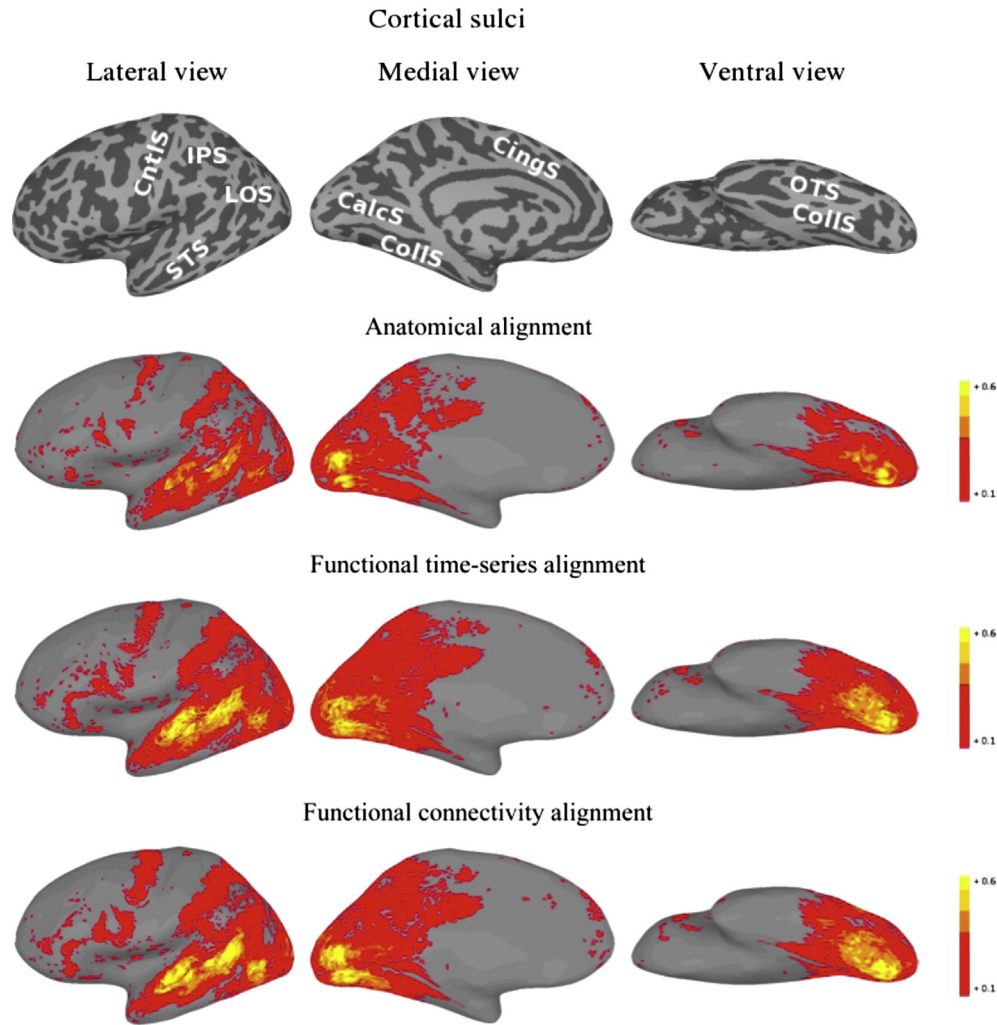 Cortical sulci
Lateral view
Medial view
Ventral view
CntlS
IPS
LOS
STS
CingS
CalcS
CollS
OTS
CollS
Anatomical alignment
+ 0.6
+ 0.1
Functional time-series alignment
+ 0.6
+ 0.1
Functional connectivity alignment
+ 0.6
+ 0.1